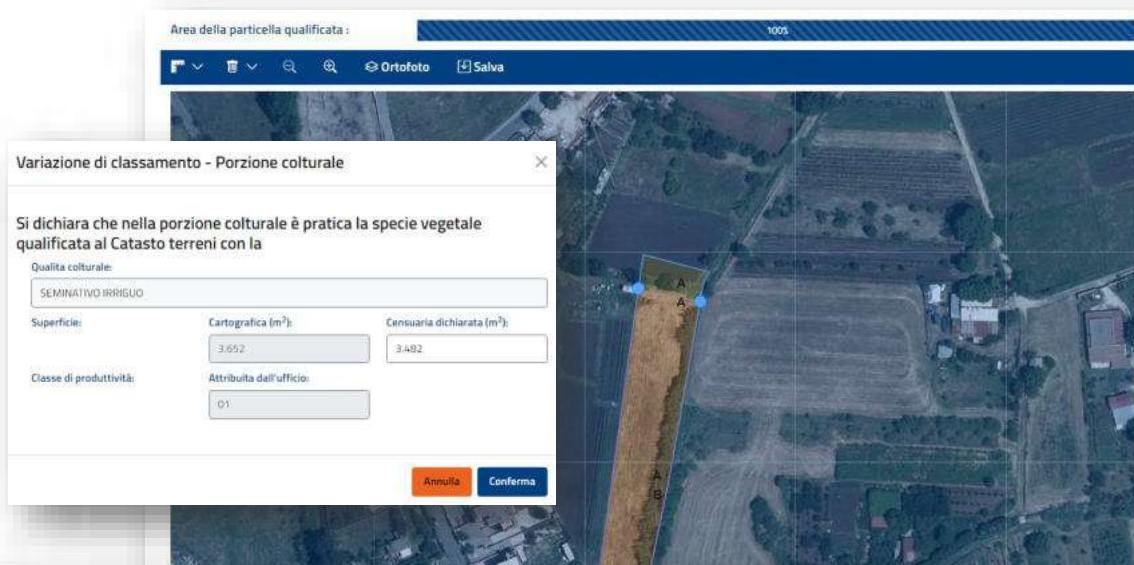 Area della particella qualificata :
100%
Ortofoto
Salva
Variazione di classamento - Porzione colturale
Si dichiara che nella porzione colturale è pratica la specie vegetale
qualificata al Catasto terreni con la
Qualita colturale:
SEMINATIVO IRRIGUO
Superficie:
Cartografica (m²):
Censuaria dichiarata (m²):
3.652
3.482
Classe di produttività:
Attribuita dall'ufficio:
01
Annulla
Conferma
A
A
A
B